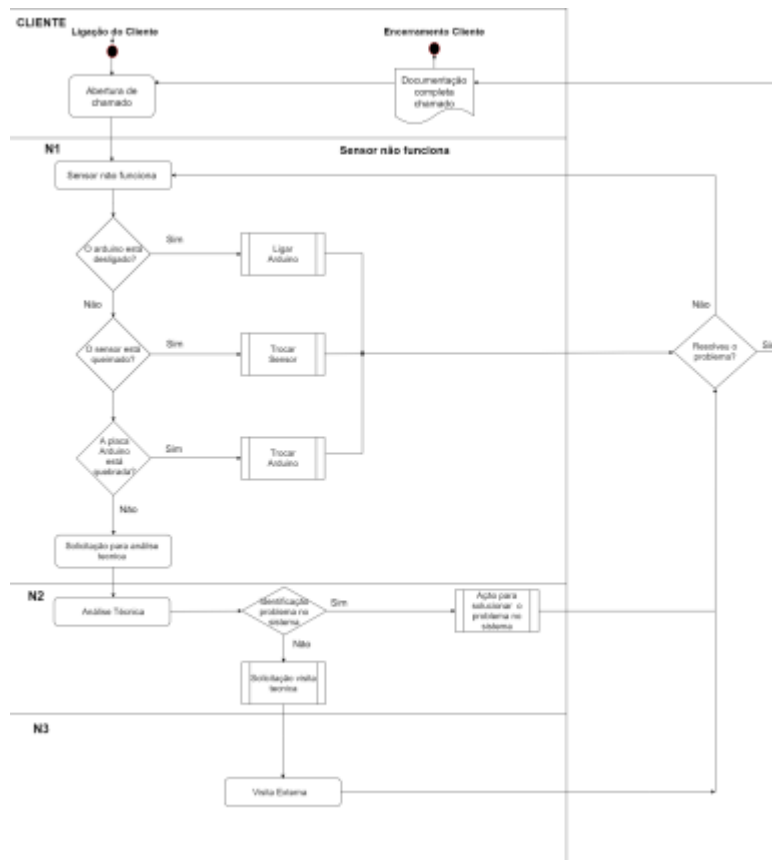 CLIENTE
Ligação do Cliente
Encerramento Cliente
Abertura de
chamado
Documentação
completa
chamado
N1
Sensor não funciona
Sensor não funciona
O arduino está
desligado?
Sim
Ligar
Arduino
Não
O sensor está
queimado?
Sim
Trocar
Sensor
Não
Resolveu o
problema?
Sim
A placa
Arduino
está
quebrada?
Sim
Trocar
Arduino
Não
Solicitação para análise
tecnica
N2
Análise Técnica
Identificação
problema no
sistema
Sim
Ação para
solucionar o
problema no
sistema
Não
Solicitação visita
tecnica
N3
Visita Externa